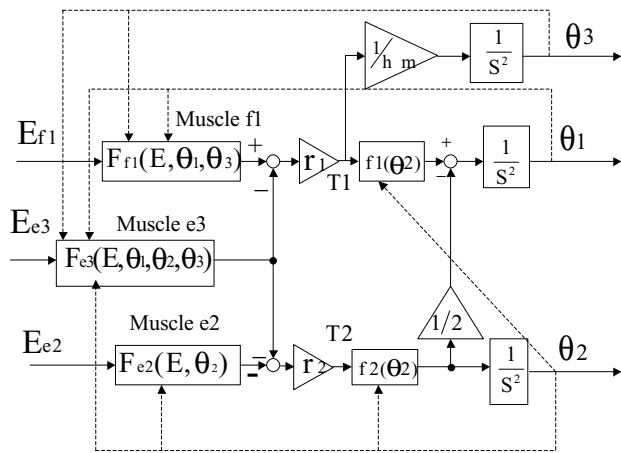 1/h m
1
S²
θ3
Muscle f1
Ef1
Ff1(E,θ1,θ3)
+
−
r1
T1
f1(θ2)
+
−
1
S²
θ1
Ee3
Muscle e3
Fe3(E,θ1,θ2,θ3)
Muscle e2
Ee2
Fe2(E,θ2)
−
-
r2
T2
f2(θ2)
1/2
1
S²
θ2